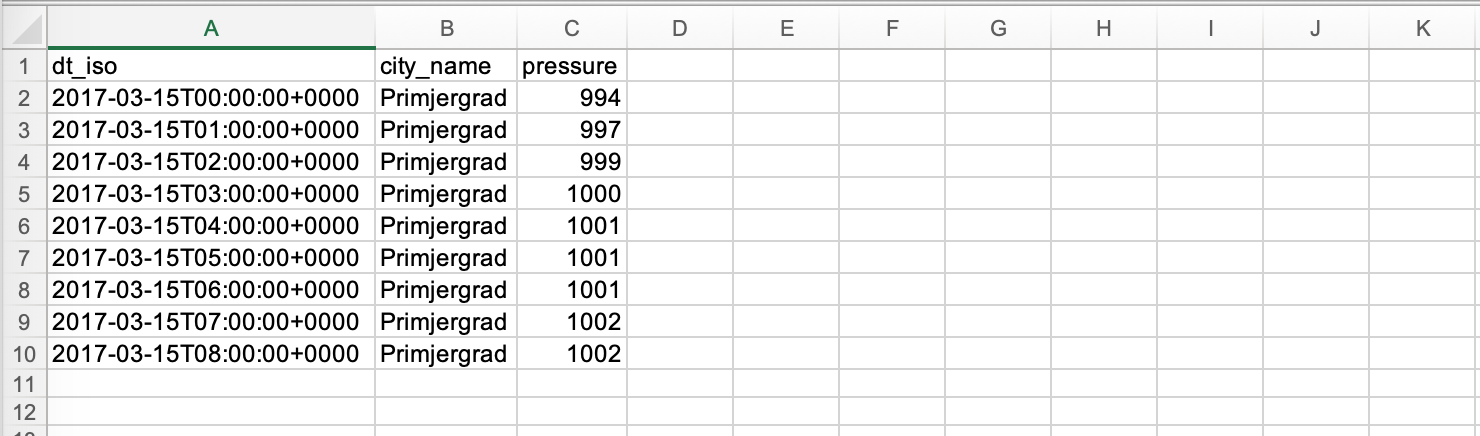 A B C D E F G H I J K
1 dt_iso city_name pressure
2 2017-03-15T00:00:00+0000 Primjergrad 994
3 2017-03-15T01:00:00+0000 Primjergrad 997
4 2017-03-15T02:00:00+0000 Primjergrad 999
5 2017-03-15T03:00:00+0000 Primjergrad 1000
6 2017-03-15T04:00:00+0000 Primjergrad 1001
7 2017-03-15T05:00:00+0000 Primjergrad 1001
8 2017-03-15T06:00:00+0000 Primjergrad 1001
9 2017-03-15T07:00:00+0000 Primjergrad 1002
10 2017-03-15T08:00:00+0000 Primjergrad 1002
11
12